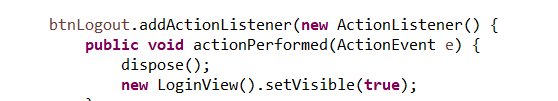 btnLogout.addActionListener(new ActionListener() {
public void actionPerformed(ActionEvent e) {
dispose();
new LoginView().setVisible(true);
}